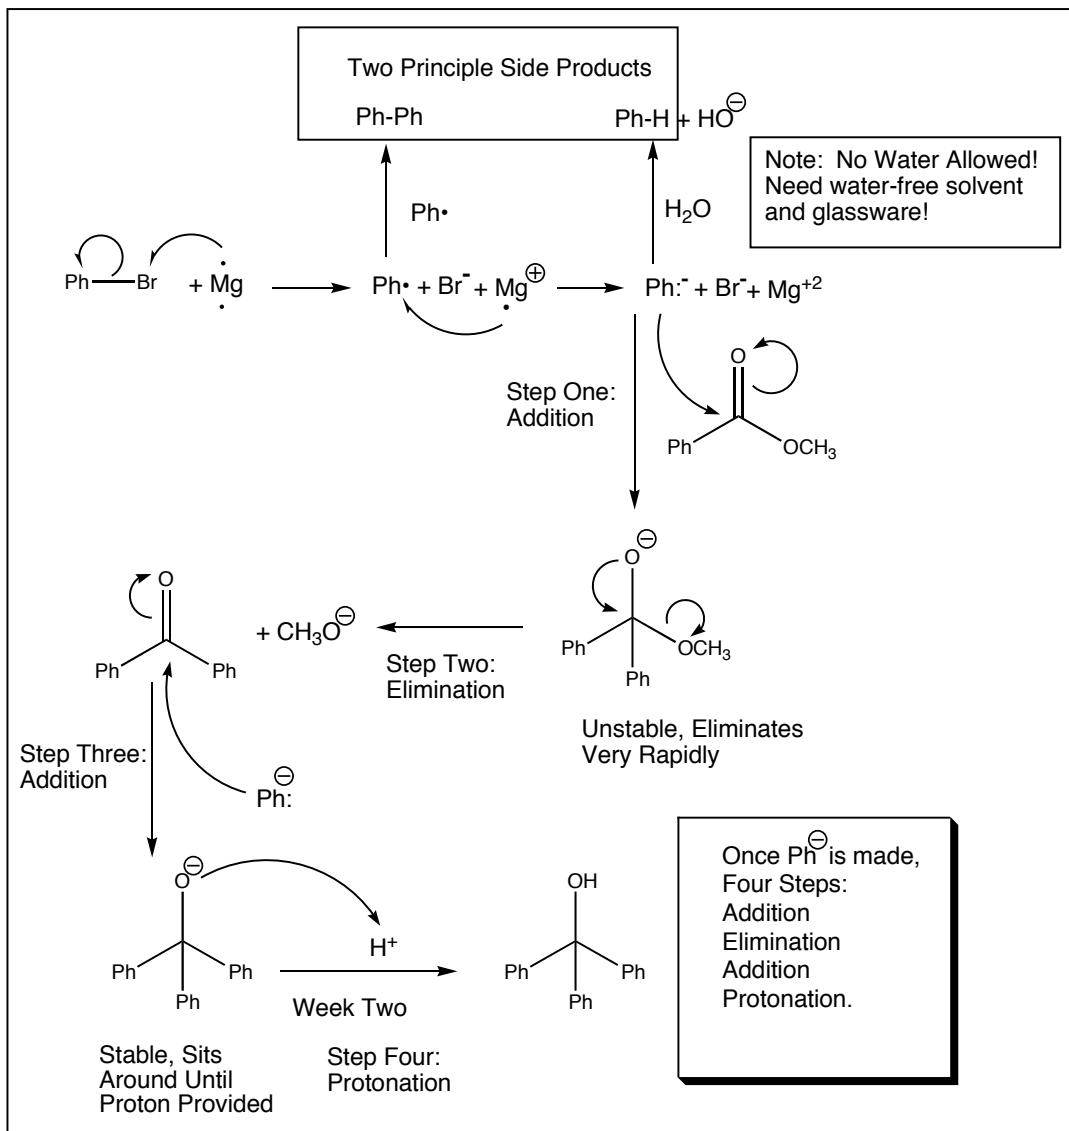 Two Principle Side Products
Ph-Ph
Ph-H + HO⊖
Note:  No Water Allowed!
Need water-free solvent
and glassware!
Ph•
H₂O
Ph—Br + Mg
Ph• + Br⁻ + Mg⊕
Ph:⁻ + Br⁻ + Mg⁺²
Step One:
Addition
O
Ph
OCH₃
O⊖
Ph
OCH₃
Ph
Unstable, Eliminates
Very Rapidly
Step Two:
Elimination
O
Ph
Ph
+ CH₃O⊖
Step Three:
Addition
Ph:⊖
O⊖
Ph
Ph
Ph
Stable, Sits
Around Until
Proton Provided
H⁺
Week Two
Step Four:
Protonation
OH
Ph
Ph
Ph
Once Ph⊖ is made,
Four Steps:
Addition
Elimination
Addition
Protonation.